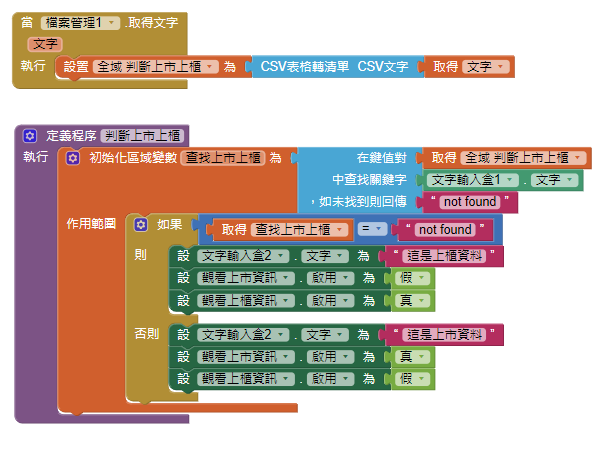 當 檔案管理1 .取得文字
文字
執行 設置 全域 判斷上市上櫃 為 CSV表格轉清單 CSV文字 取得 文字
定義程序 判斷上市上櫃
執行 初始化區域變數 查找上市上櫃 為 在鍵值對 取得 全域 判斷上市上櫃
中查找關鍵字 文字輸入盒1 . 文字
，如未找到則回傳 “ not found ”
作用範圍 如果 取得 查找上市上櫃 = “ not found ”
則 設 文字輸入盒2 . 文字 為 “ 這是上櫃資料 ”
設 觀看上市資訊 . 啟用 為 假
設 觀看上櫃資訊 . 啟用 為 真
否則 設 文字輸入盒2 . 文字 為 “ 這是上市資料 ”
設 觀看上市資訊 . 啟用 為 真
設 觀看上櫃資訊 . 啟用 為 假